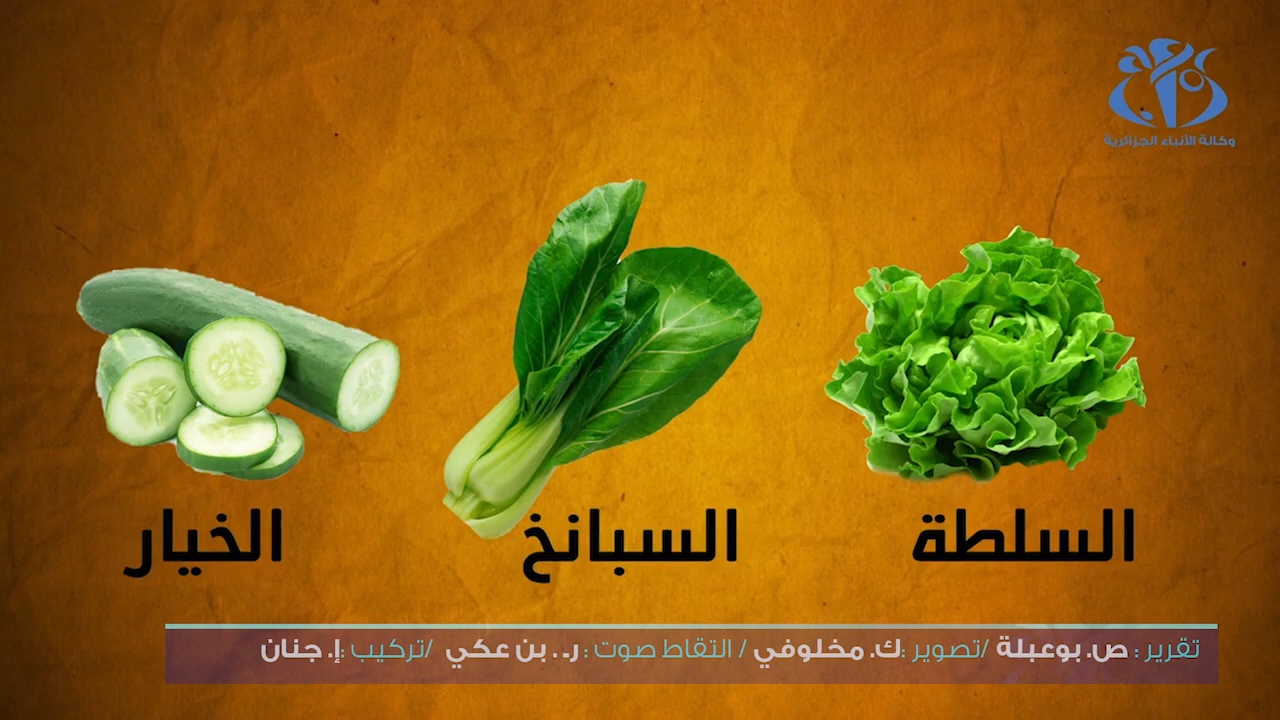 وكالة الأنباء الجزائرية
السلطة
السبانخ
الخيار
تقرير : ص. بوعبلة /تصوير :ك. مخلوفي / التقاط صوت : ر. . بن عكي /تركيب :إ. جنان